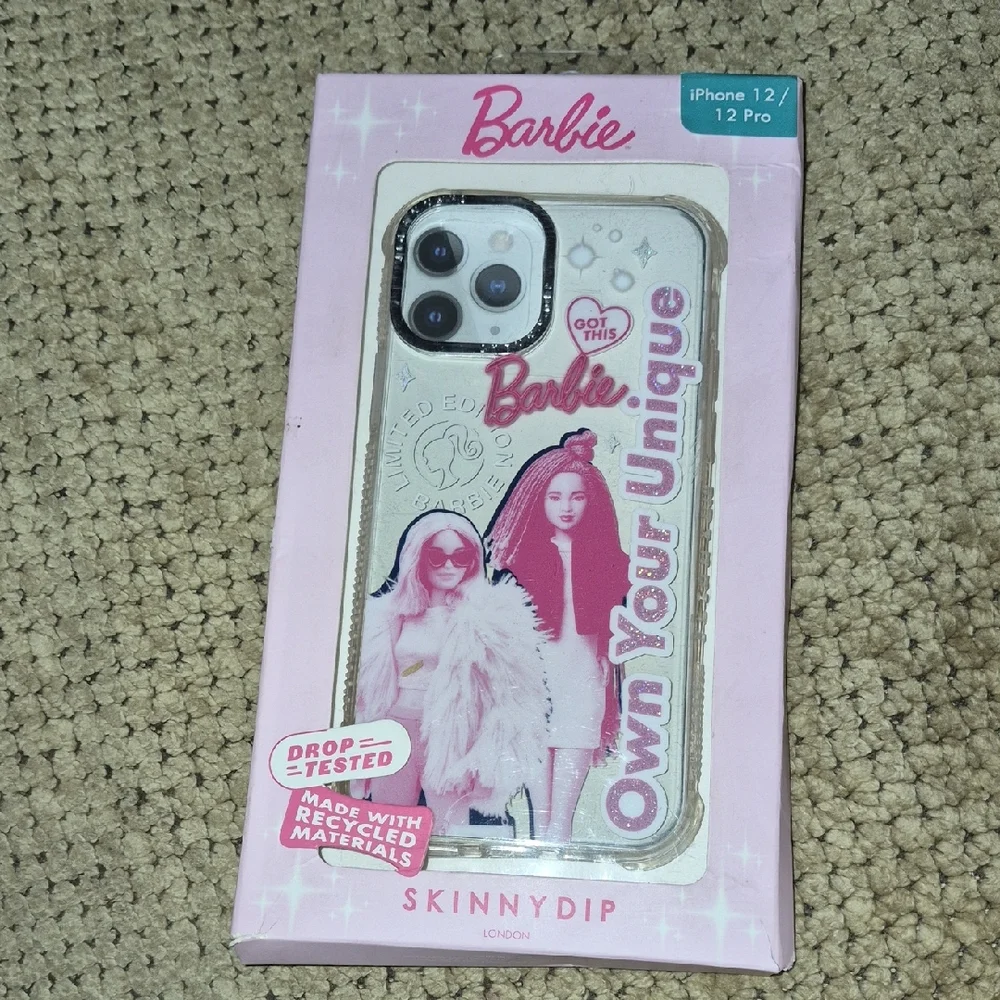 Barbie
iPhone 12 /
12 Pro
GOT
THIS
Barbie
LIMITED EDITION
BARBIE
Own Your Unique
DROP
TESTED
MADE WITH
RECYCLED
MATERIALS
SKINNYDIP
LONDON